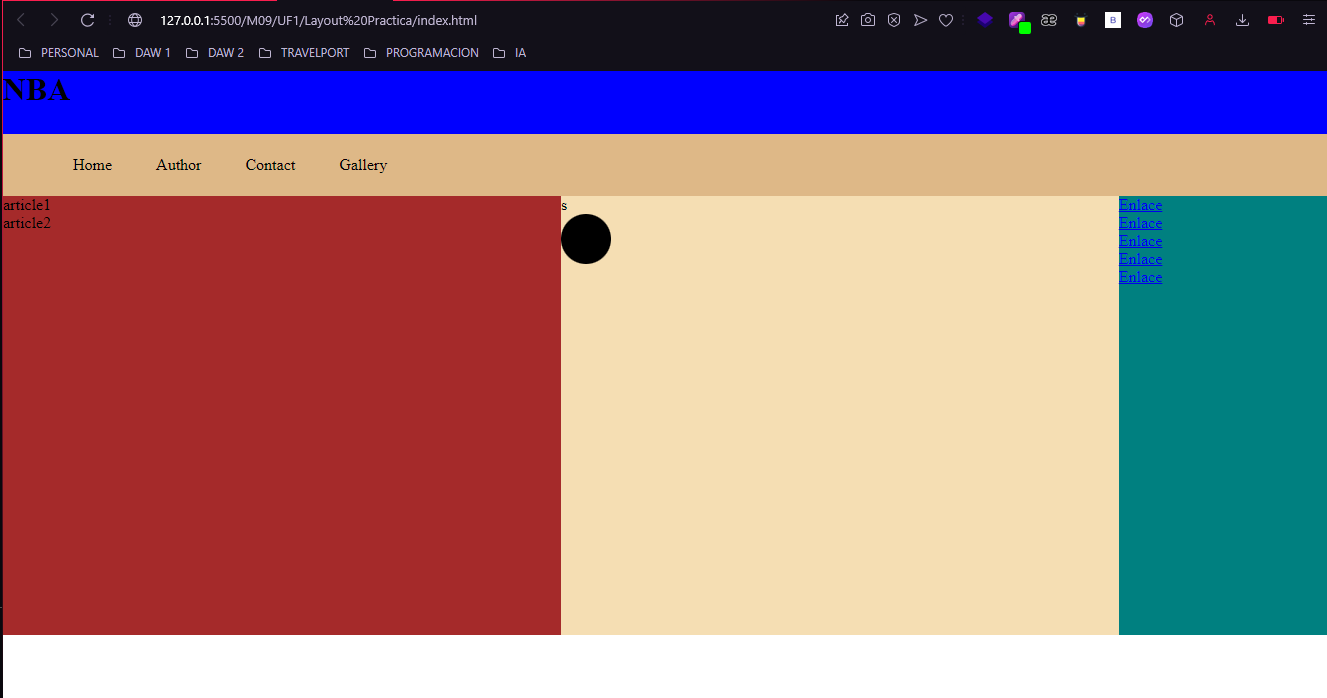 127.0.0.1:5500/M09/UF1/Layout%20Practica/index.html
B
PERSONAL DAW 1 DAW 2 TRAVELPORT PROGRAMACION IA
NBA
Home Author Contact Gallery
article1
article2
s
Enlace
Enlace
Enlace
Enlace
Enlace